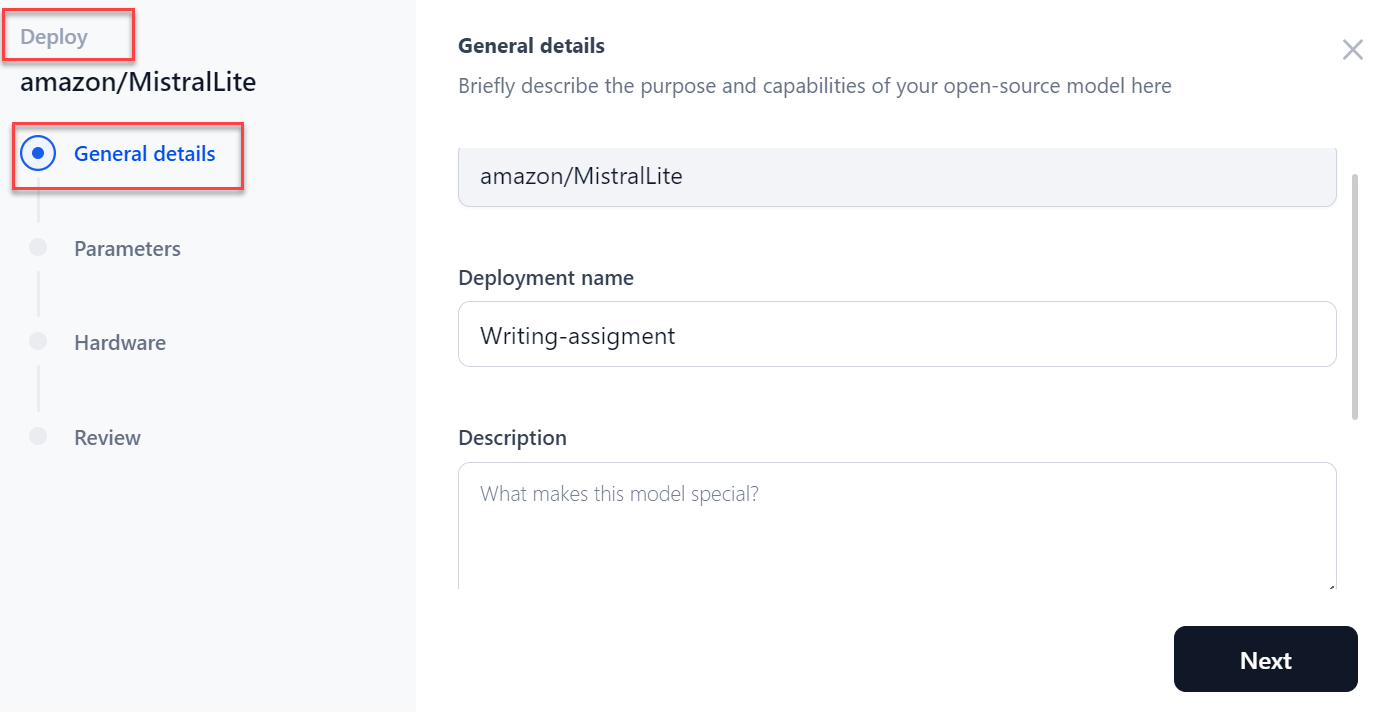 Deploy
amazon/MistralLite
General details
Parameters
Hardware
Review
General details
Briefly describe the purpose and capabilities of your open-source model here
amazon/MistralLite
Deployment name
Writing-assigment
Description
What makes this model special?
Next